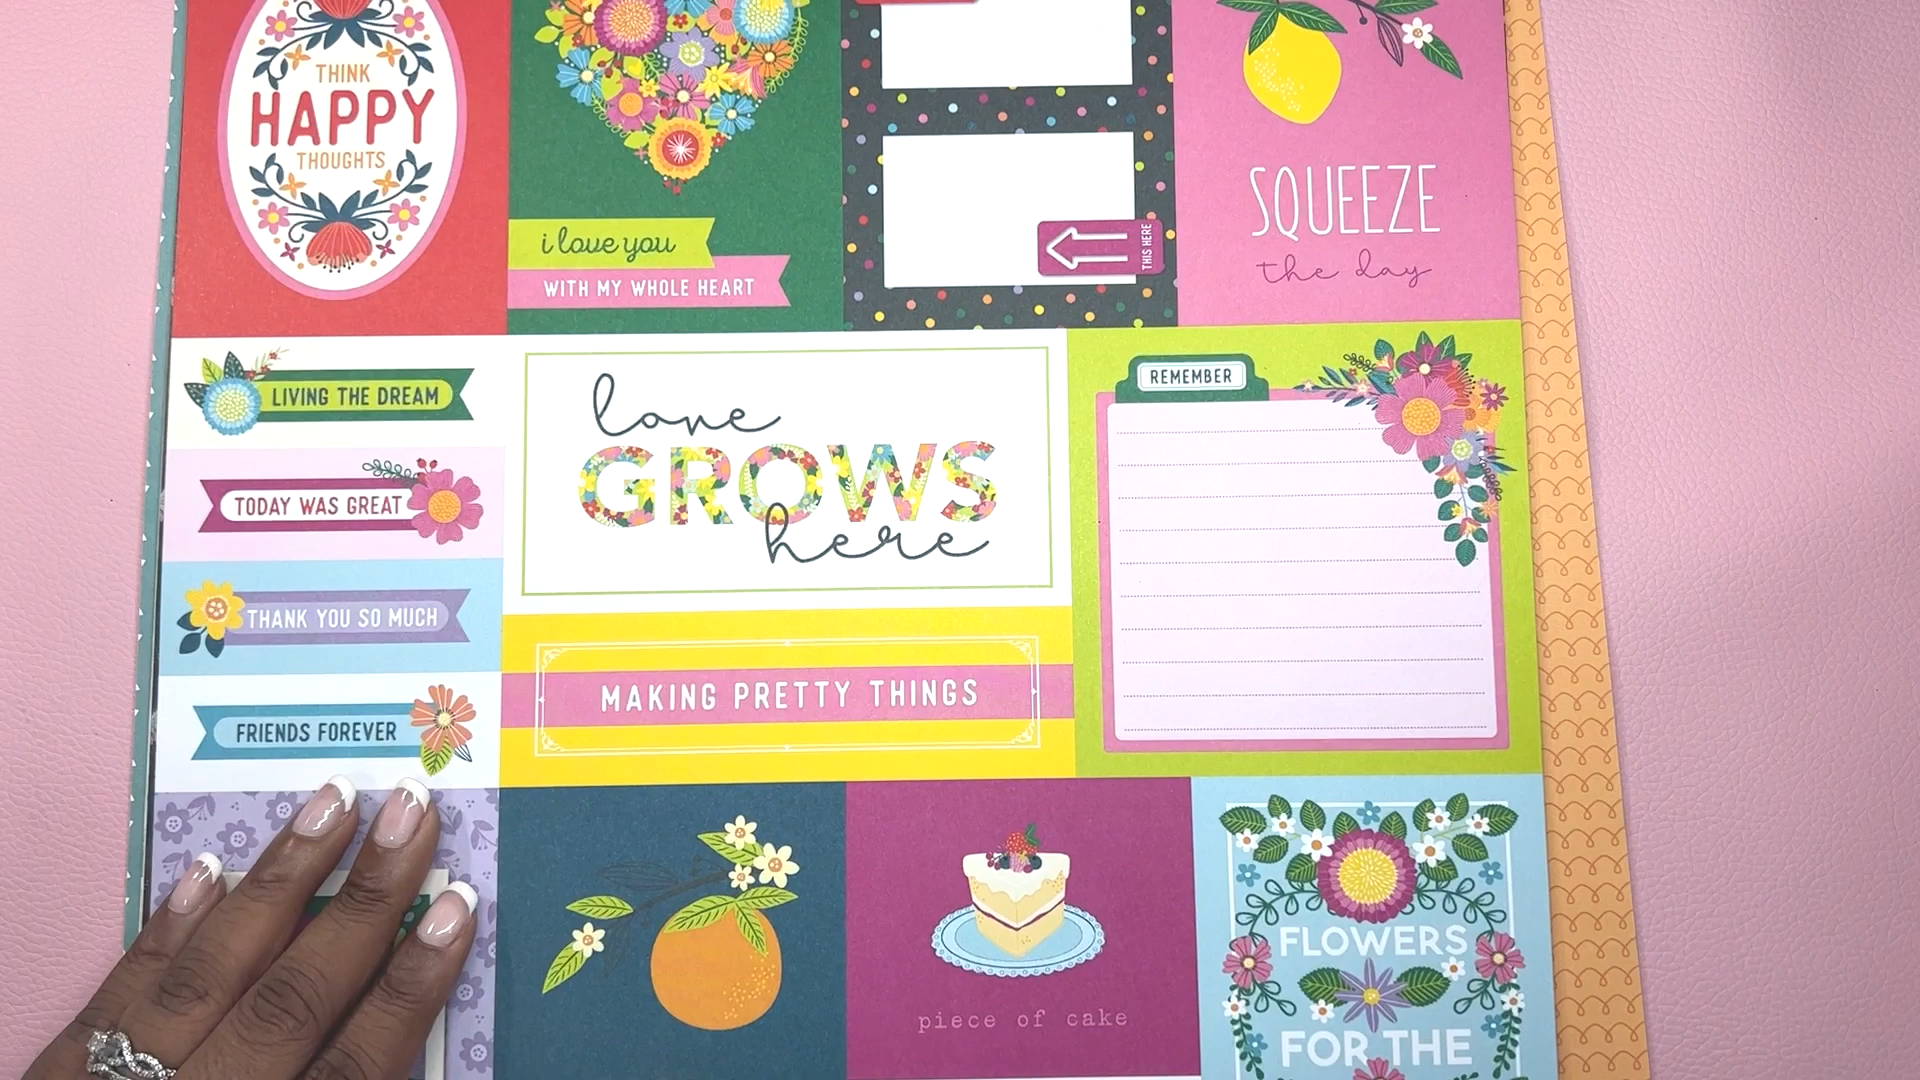 THINK
HAPPY
THOUGHTS
i love you
WITH MY WHOLE HEART
THIS HERE
SQUEEZE
the day
LIVING THE DREAM
TODAY WAS GREAT
THANK YOU SO MUCH
FRIENDS FOREVER
love
GROWS
here
MAKING PRETTY THINGS
REMEMBER
piece of cake
FLOWERS
FOR THE